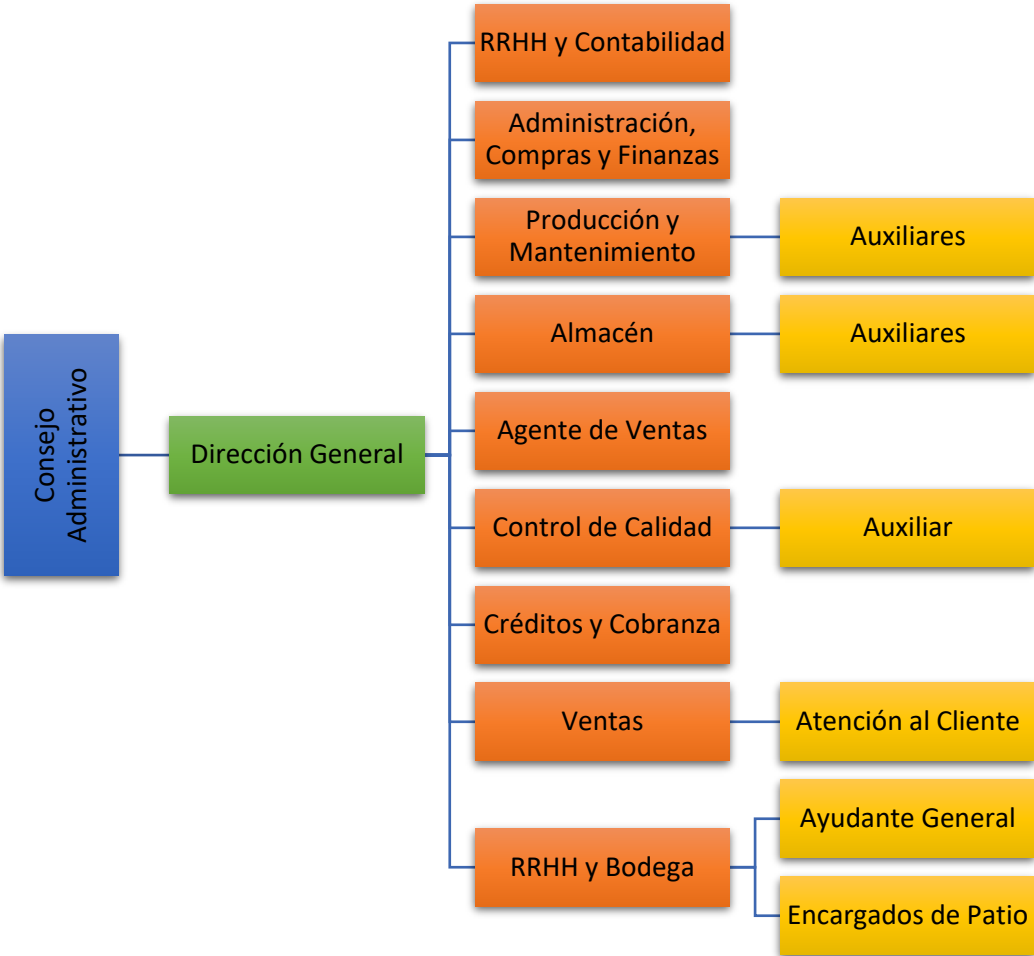 RRHH y Contabilidad
Administración,
Compras y Finanzas
Producción y
Mantenimiento
Auxiliares
Almacén
Auxiliares
Consejo
Administrativo
Dirección General
Agente de Ventas
Control de Calidad
Auxiliar
Créditos y Cobranza
Ventas
Atención al Cliente
RRHH y Bodega
Ayudante General
Encargados de Patio